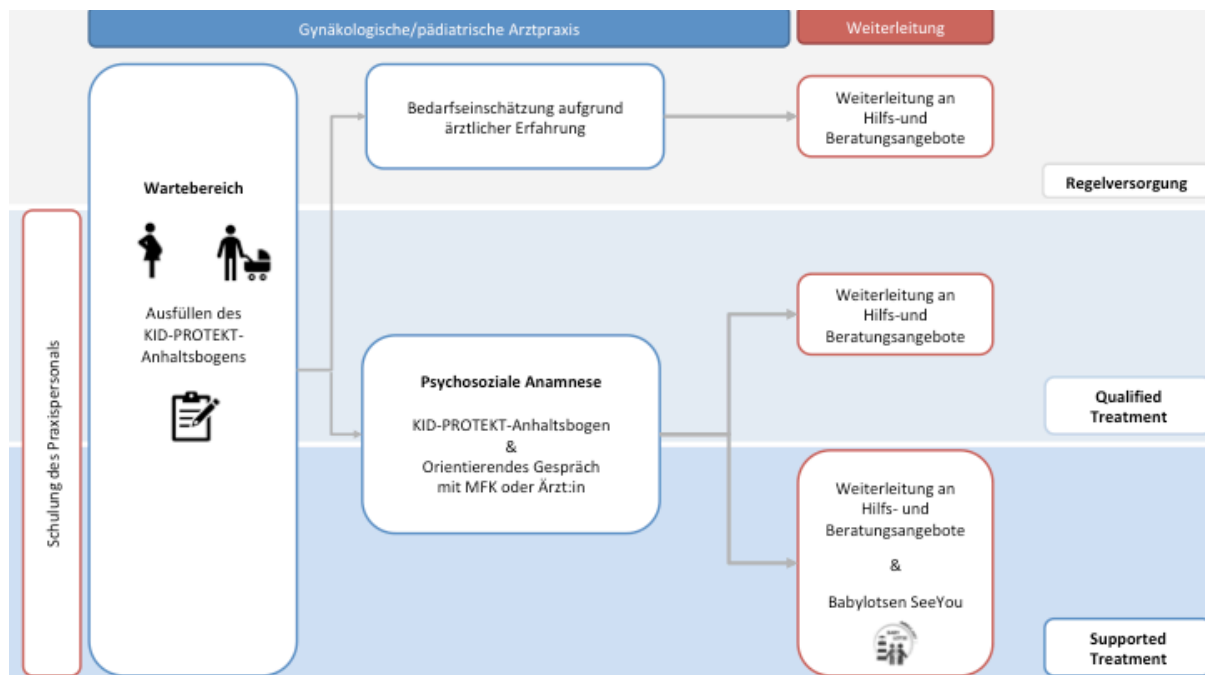 Gynäkologische/pädiatrische Arztpraxis
Weiterleitung
Bedarfseinschätzung aufgrund
ärztlicher Erfahrung
Weiterleitung an
Hilfs-und
Beratungsangebote
Regelversorgung
Schulung des Praxispersonals
Wartebereich
Ausfüllen des
KID-PROTEKT-
Anhaltsbogens
Psychosoziale Anamnese
KID-PROTEKT-Anhaltsbogen
&
Orientierendes Gespräch
mit MFK oder Ärzt:in
Weiterleitung an
Hilfs-und
Beratungsangebote
Qualified
Treatment
Weiterleitung an
Hilfs- und
Beratungsangebote
&
Babylotsen SeeYou
Supported
Treatment